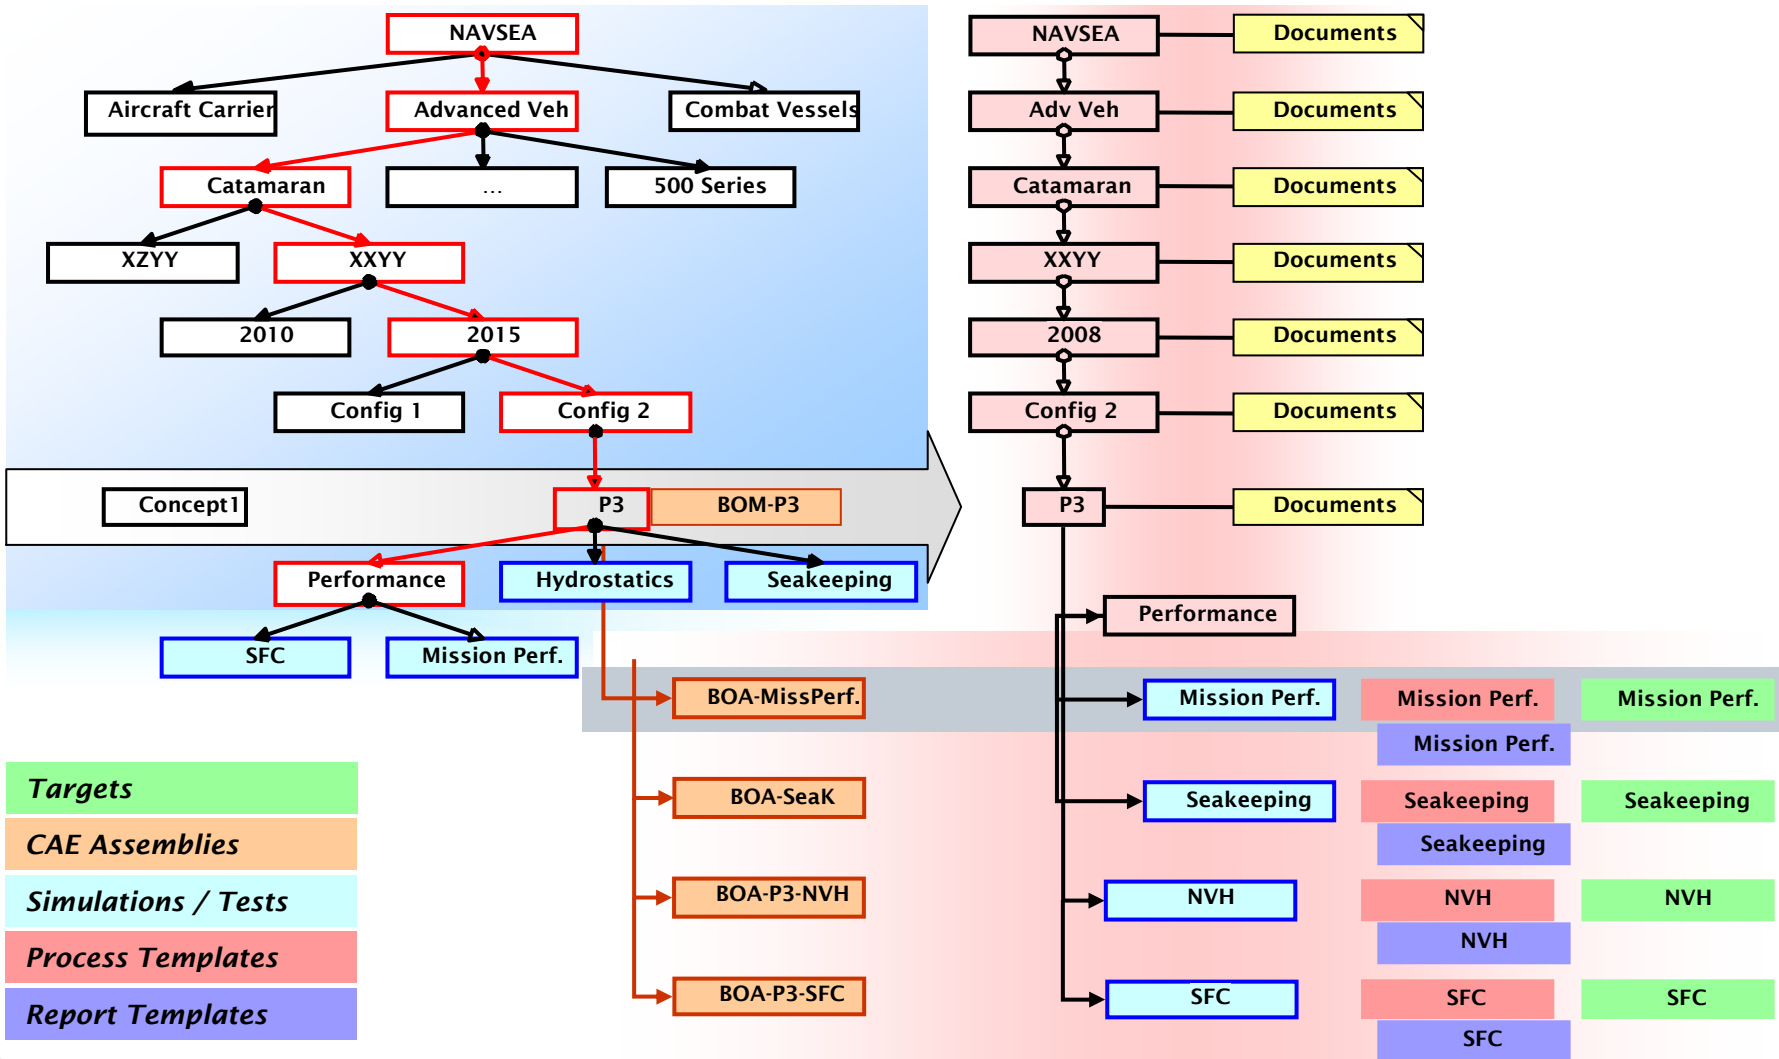 NAVSEA
NAVSEA
Documents
Aircraft Carrier
Advanced Veh
Combat Vessels
Adv Veh
Documents
Catamaran
...
500 Series
Catamaran
Documents
XZYY
XXYY
XXYY
Documents
2010
2015
2008
Documents
Config 1
Config 2
Config 2
Documents
Concept1
P3
BOM-P3
P3
Documents
Performance
Hydrostatics
Seakeeping
Performance
SFC
Mission Perf.
BOA-MissPerf.
Mission Perf.
Mission Perf.
Mission Perf.
Mission Perf.
Targets
BOA-SeaK
Seakeeping
Seakeeping
Seakeeping
Seakeeping
CAE Assemblies
Simulations / Tests
BOA-P3-NVH
NVH
NVH
NVH
NVH
Process Templates
BOA-P3-SFC
SFC
SFC
SFC
SFC
Report Templates